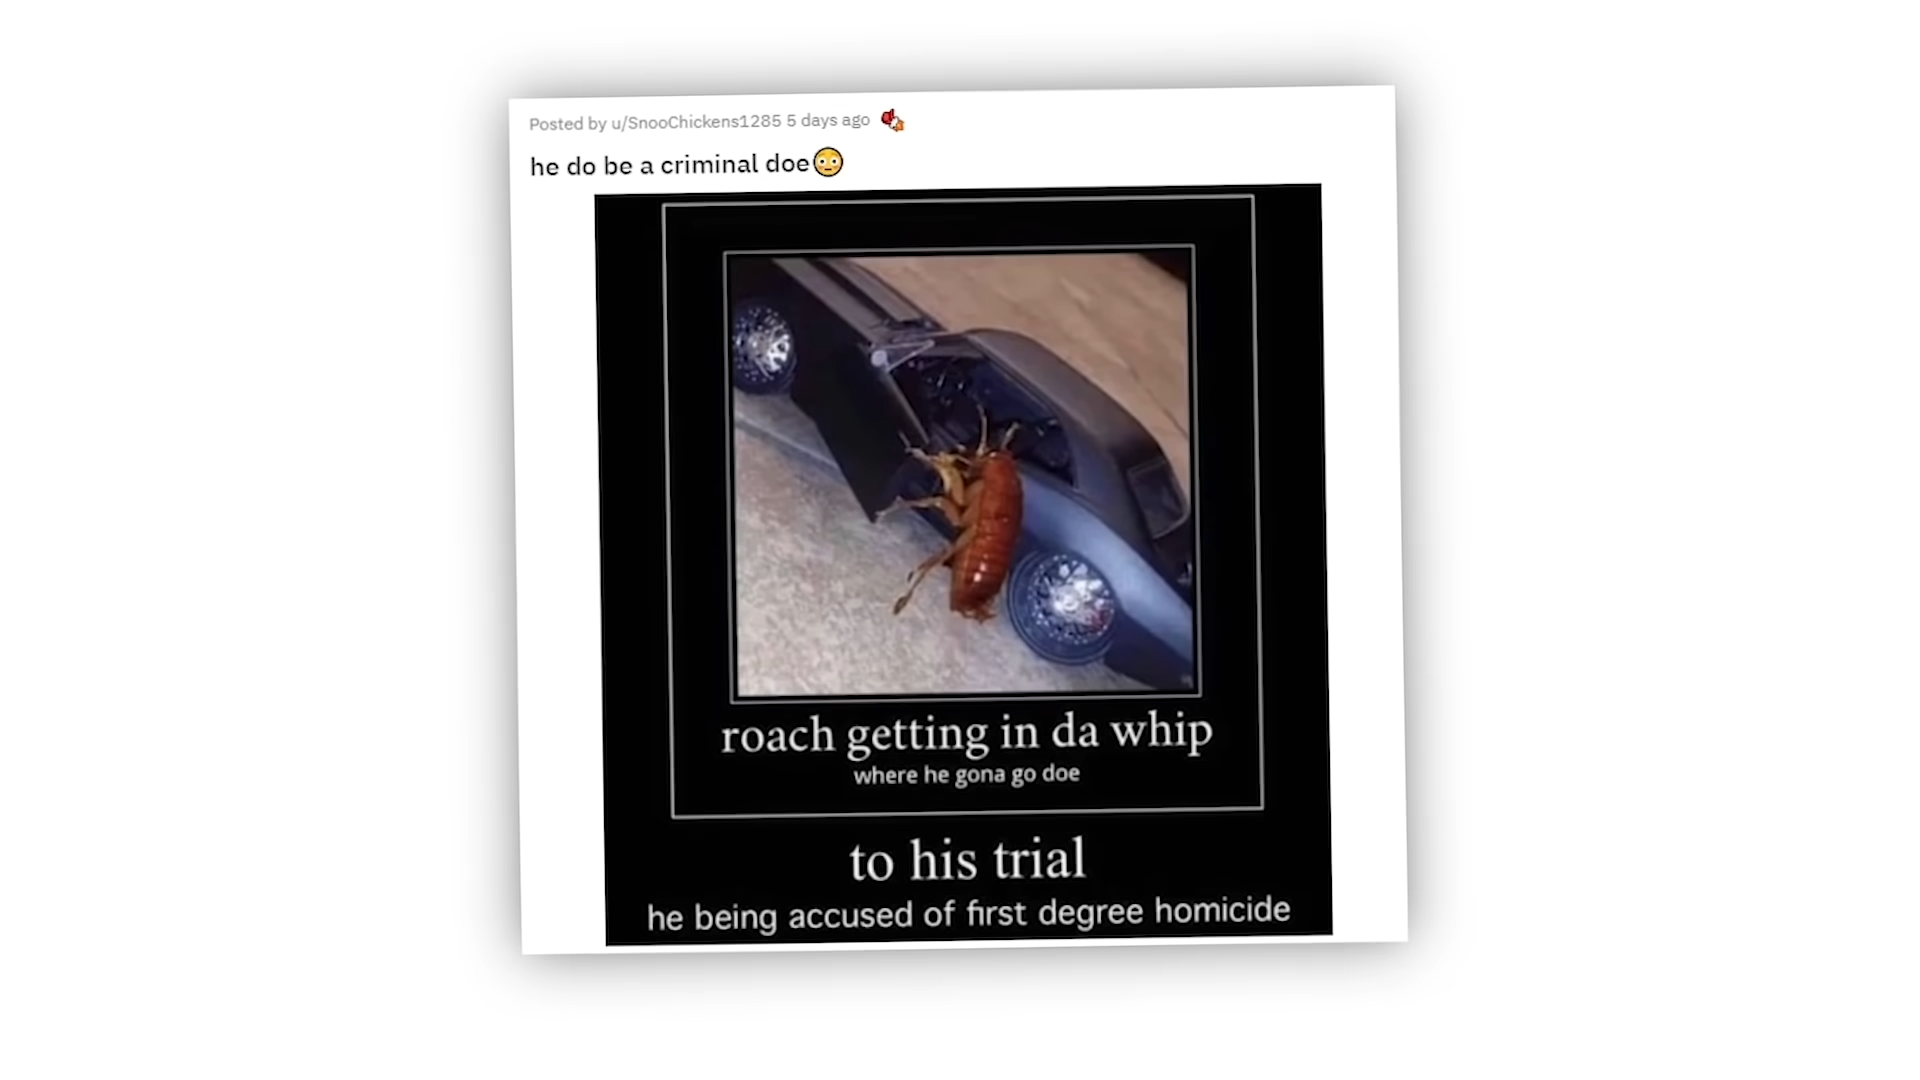 Posted by u/SnooChickens1285 5 days ago
he do be a criminal doe😳
roach getting in da whip
where he gona go doe
to his trial
he being accused of first degree homicide